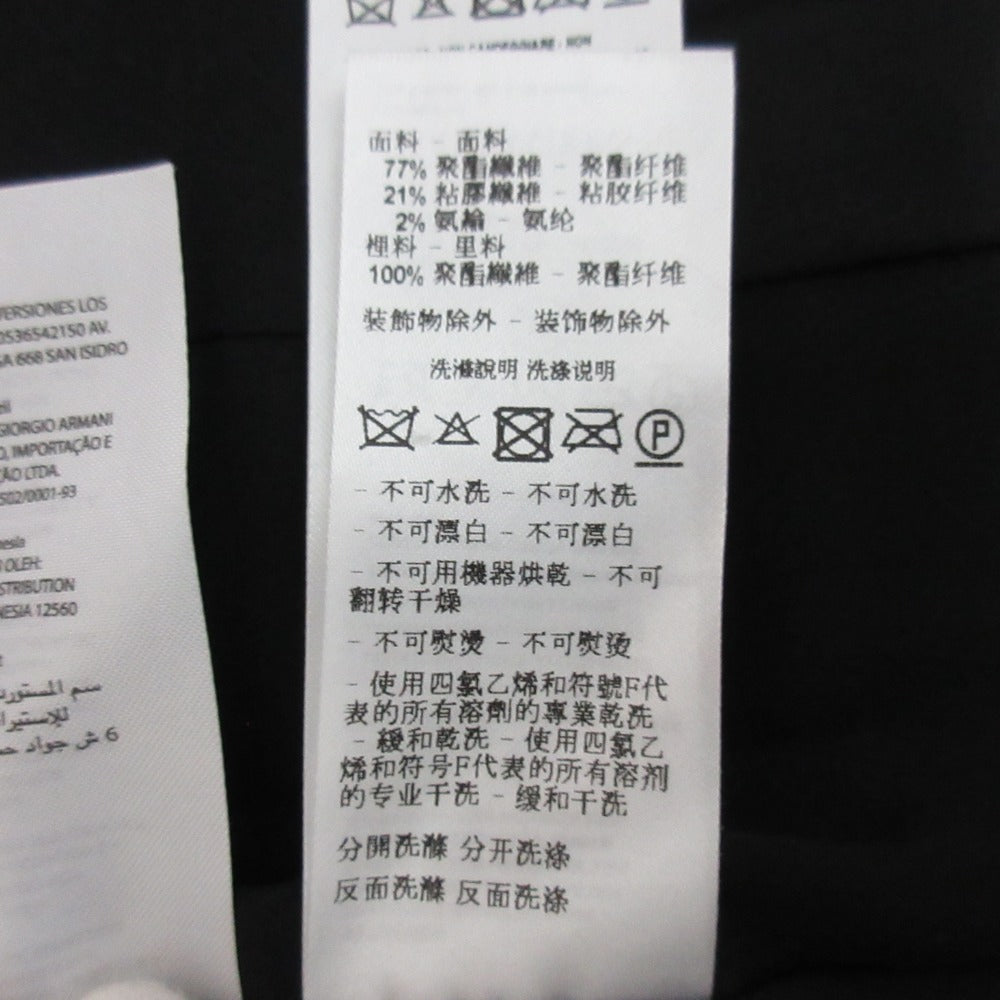 VERSIONES LOS
0536542150 AV.
668 SAN ISIDRO
GIORGIO ARMANI
IMPORTAÇÃO E
LTDA.
502/0001-93
OLEH:
NESIA 12560
6 ش جواد
面料 - 面料
77% 聚酯纖維 - 聚酯纤维
21% 粘膠纖維 - 粘胶纤维
2% 氨綸 - 氨纶
裡料 - 里料
100% 聚酯纖維 - 聚酯纤维
装飾物除外 - 装饰物除外
洗滌說明 洗涤说明
P
- 不可水洗 - 不可水洗
- 不可漂白 - 不可漂白
- 不可用機器烘乾 - 不可
翻转干燥
- 不可熨燙 - 不可熨烫
- 使用四氯乙烯和符號F代
表的所有溶劑的專業乾洗
- 緩和乾洗 - 使用四氯乙
烯和符号F代表的所有溶剂
的专业干洗 - 缓和干洗
分開洗滌 分开洗涤
反面洗滌 反面洗涤